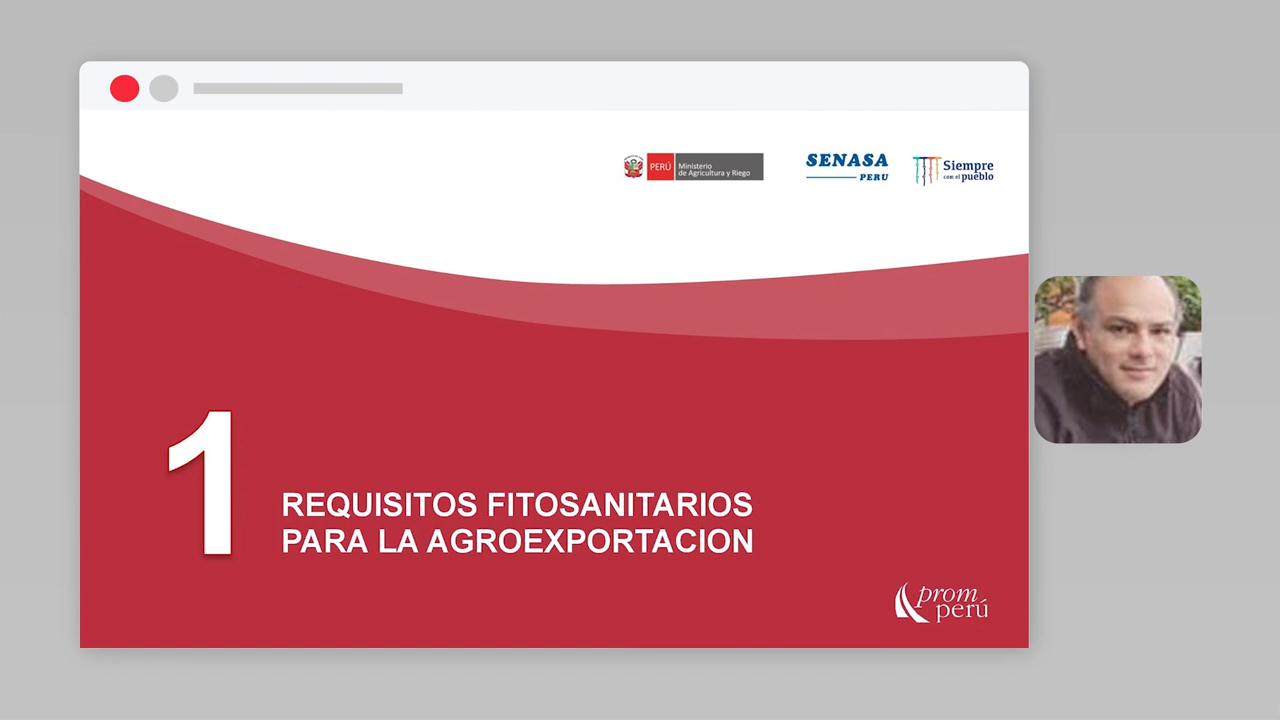 PERÚ
Ministerio
de Agricultura y Riego
SENASA
PERU
Siempre
con el pueblo
1
REQUISITOS FITOSANITARIOS
PARA LA AGROEXPORTACION
prom
perú